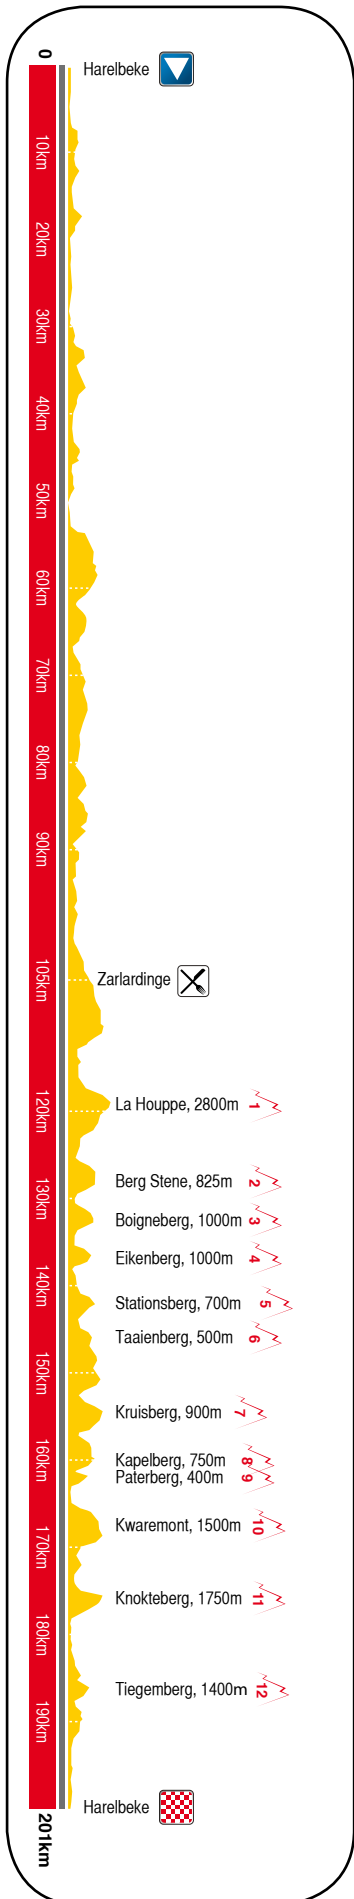 0
Harelbeke
10km
20km
30km
40km
50km
60km
70km
80km
90km
Zarlardinge
105km
La Houppe, 2800m 1
120km
Berg Stene, 825m 2
130km
Boigneberg, 1000m 3
Eikenberg, 1000m 4
140km
Stationsberg, 700m 5
Taaienberg, 500m 6
150km
Kruisberg, 900m 7
160km
Kapelberg, 750m 8
Paterberg, 400m 9
Kwaremont, 1500m 10
170km
Knokteberg, 1750m 11
180km
Tiegemberg, 1400m 12
190km
Harelbeke
201km